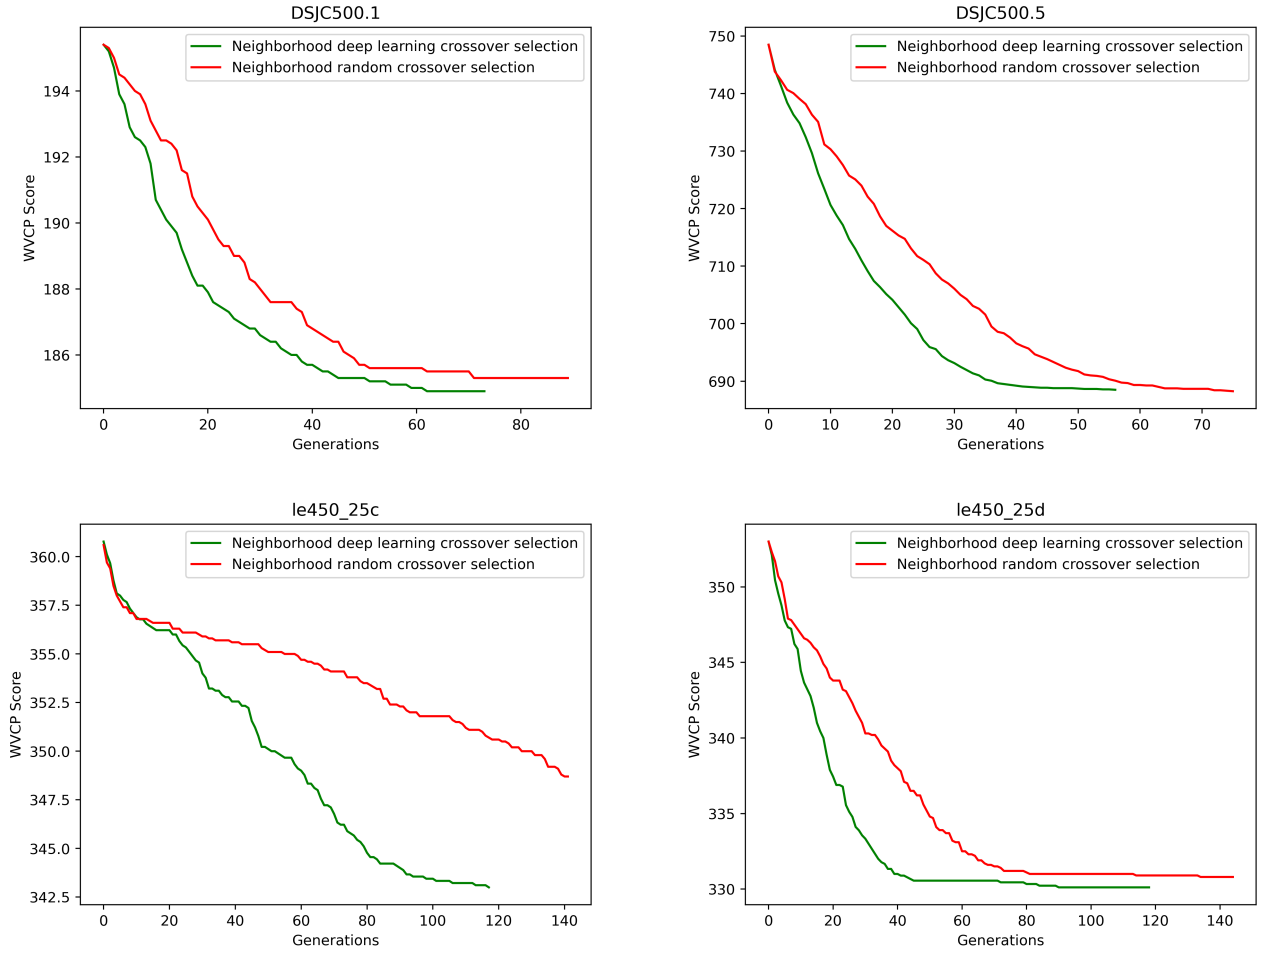 DSJC500.1
Neighborhood deep learning crossover selection
Neighborhood random crossover selection
WVCP Score
194
192
190
188
186
0 20 40 60 80
Generations
DSJC500.5
Neighborhood deep learning crossover selection
Neighborhood random crossover selection
WVCP Score
750
740
730
720
710
700
690
0 10 20 30 40 50 60 70
Generations
le450_25c
Neighborhood deep learning crossover selection
Neighborhood random crossover selection
WVCP Score
360.0
357.5
355.0
352.5
350.0
347.5
345.0
342.5
0 20 40 60 80 100 120 140
Generations
le450_25d
Neighborhood deep learning crossover selection
Neighborhood random crossover selection
WVCP Score
350
345
340
335
330
0 20 40 60 80 100 120 140
Generations